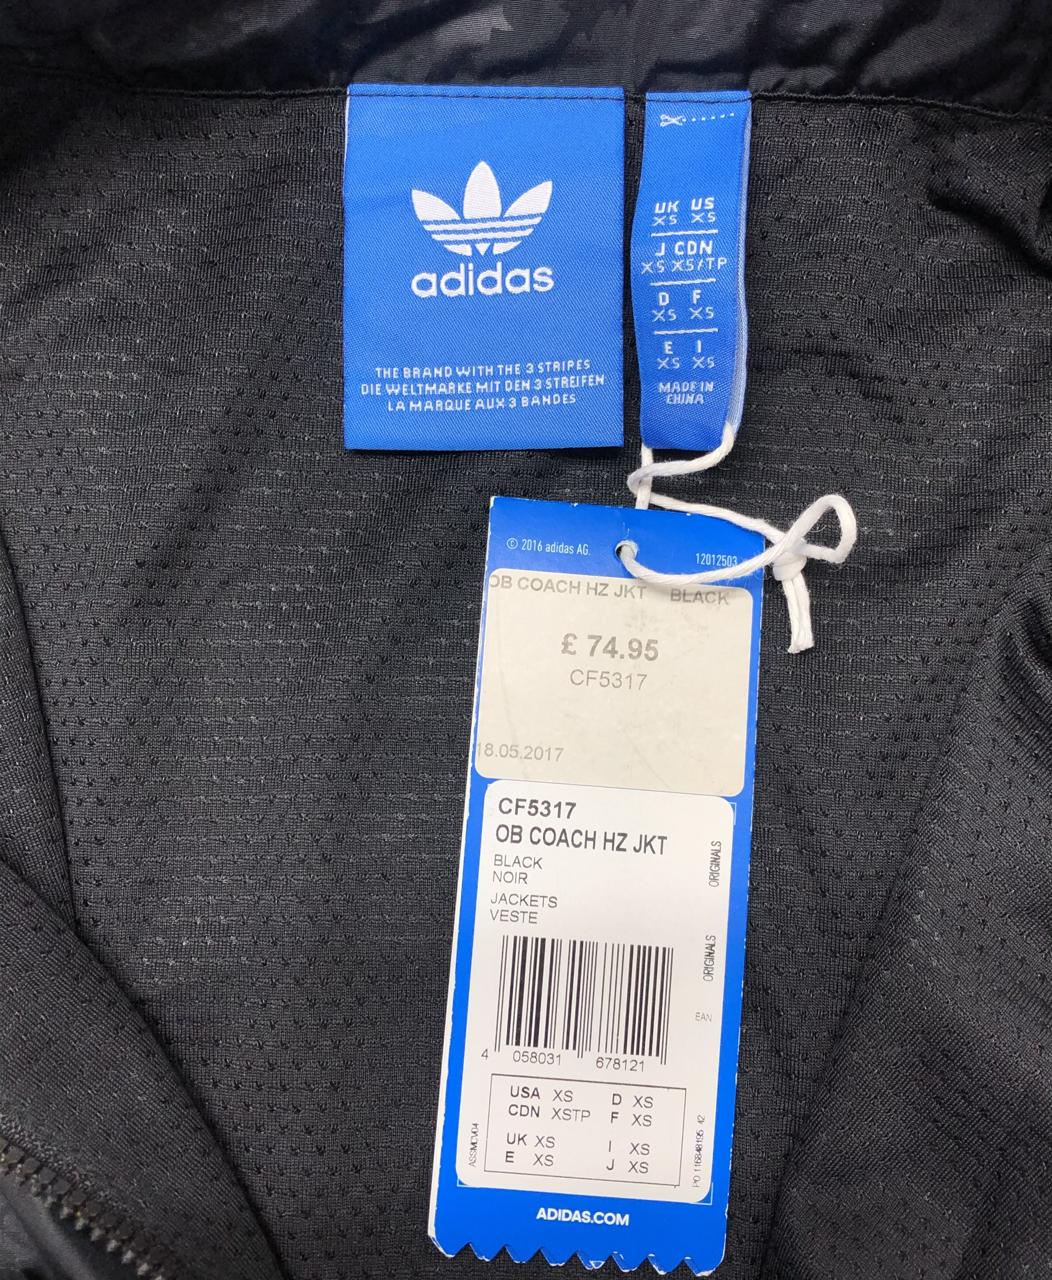 adidas
THE BRAND WITH THE 3 STRIPES
DIE WELTMARKE MIT DEN 3 STREIFEN
LA MARQUE AUX 3 BANDES
UK US
XS XS
J CDN
XS XS/TP
D F
XS XS
E I
XS XS
MADE IN
CHINA
© 2016 adidas AG. 12012503
OB COACH HZ JKT BLACK
£ 74.95
CF5317
18.05.2017
CF5317
OB COACH HZ JKT
BLACK
NOIR
JACKETS
VESTE
ORIGINALS
ORIGINALS
EAN
4 058031 678121
USA XS D XS
CDN XSTP F XS
UK XS I XS
E XS J XS
ADIDAS.COM